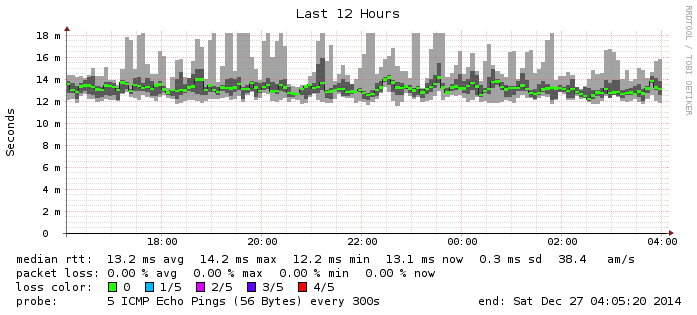 Last 12 Hours
RRDTOOL / TOBI OETIKER
Seconds
18 m
16 m
14 m
12 m
10 m
8 m
6 m
4 m
2 m
0
18:00 20:00 22:00 00:00 02:00 04:00
median rtt: 13.2 ms avg 14.2 ms max 12.2 ms min 13.1 ms now 0.3 ms sd 38.4 am/s
packet loss: 0.00 % avg 0.00 % max 0.00 % min 0.00 % now
loss color: 0 1/5 2/5 3/5 4/5
probe: 5 ICMP Echo Pings (56 Bytes) every 300s end: Sat Dec 27 04:05:20 2014